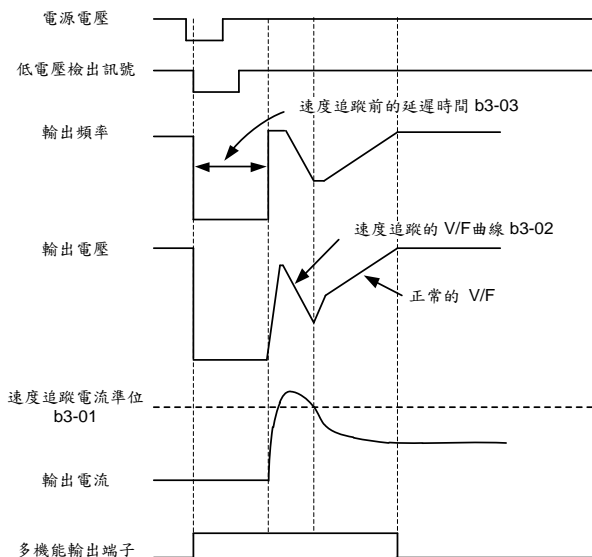 電源電壓
低電壓檢出訊號
速度追蹤前的延遲時間 b3-03
輸出頻率
速度追蹤的 V/F曲線 b3-02
輸出電壓
正常的 V/F
速度追蹤電流準位
b3-01
輸出電流
多機能輸出端子